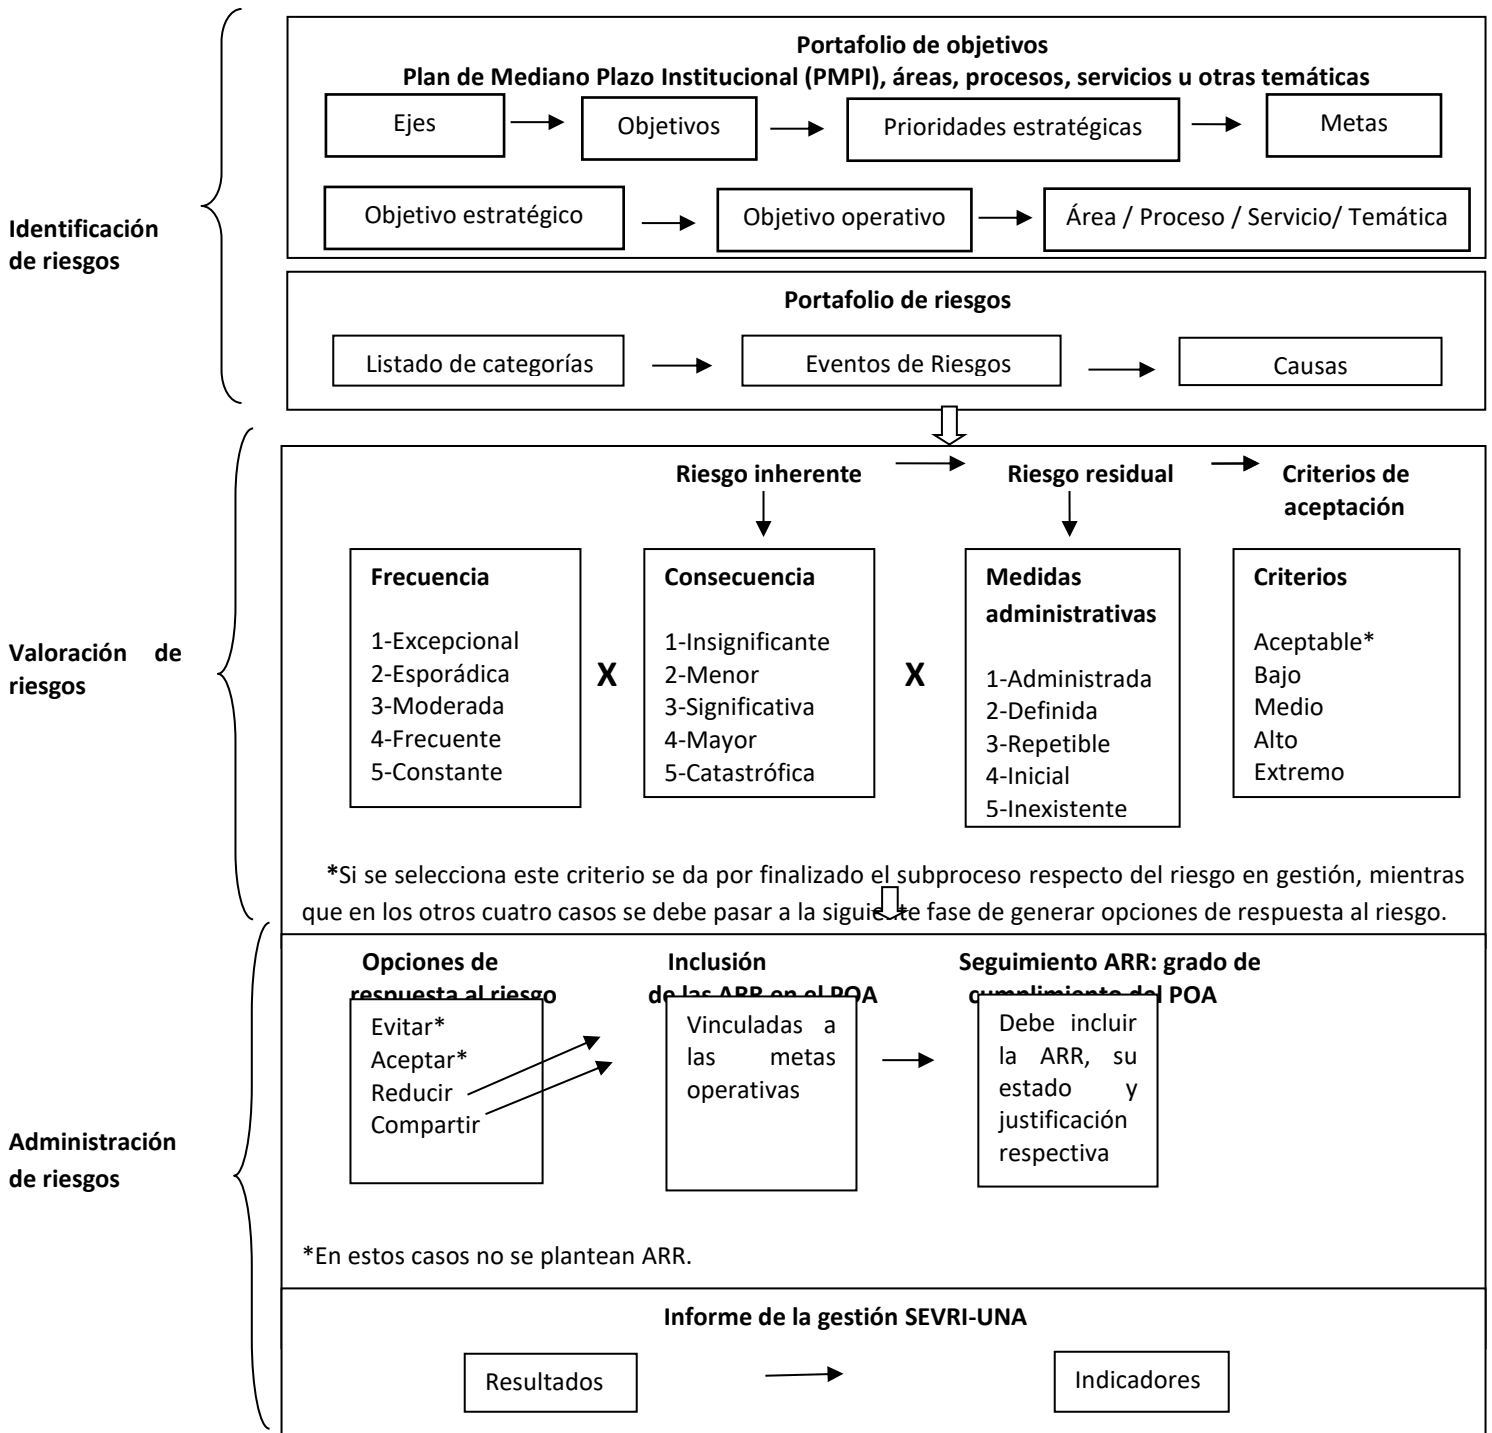 Portafolio de objetivos
Plan de Mediano Plazo Institucional (PMPI), áreas, procesos, servicios u otras temáticas
Ejes
Objetivos
Prioridades estratégicas
Metas
Objetivo estratégico
Objetivo operativo
Área / Proceso / Servicio/ Temática
Identificación
de riesgos
Portafolio de riesgos
Listado de categorías
Eventos de Riesgos
Causas
Riesgo inherente
Riesgo residual
Criterios de
aceptación
Valoración de
riesgos
Frecuencia
1-Excepcional
2-Esporádica
3-Moderada
4-Frecuente
5-Constante
X
Consecuencia
1-Insignificante
2-Menor
3-Significativa
4-Mayor
5-Catastrófica
X
Medidas
administrativas
1-Administrada
2-Definida
3-Repetible
4-Inicial
5-Inexistente
Criterios
Aceptable*
Bajo
Medio
Alto
Extremo
*Si se selecciona este criterio se da por finalizado el subproceso respecto del riesgo en gestión, mientras
que en los otros cuatro casos se debe pasar a la siguiente fase de generar opciones de respuesta al riesgo.
Administración
de riesgos
Opciones de
respuesta al riesgo
Evitar*
Aceptar*
Reducir
Compartir
Inclusión
de las ARR en el POA
Vinculadas a
las metas
operativas
Seguimiento ARR: grado de
cumplimiento del POA
Debe incluir
la ARR, su
estado y
justificación
respectiva
*En estos casos no se plantean ARR.
Informe de la gestión SEVRI-UNA
Resultados
Indicadores